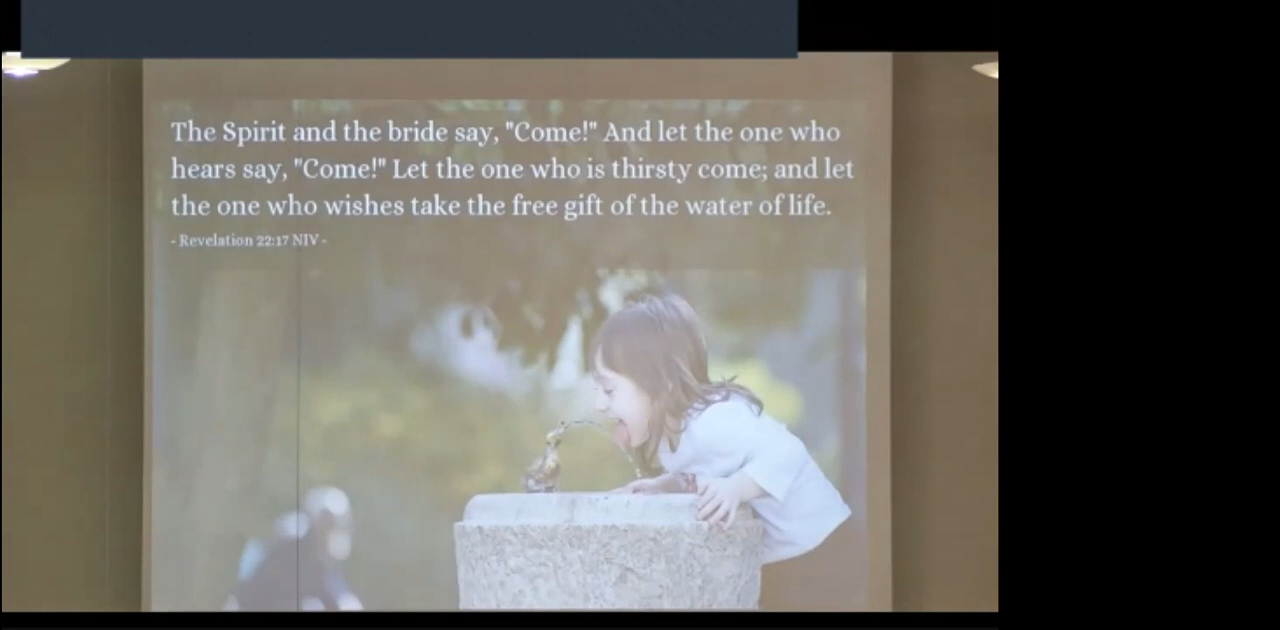 The Spirit and the bride say, "Come!" And let the one who
hears say, "Come!" Let the one who is thirsty come; and let
the one who wishes take the free gift of the water of life.
- Revelation 22:17 NIV -